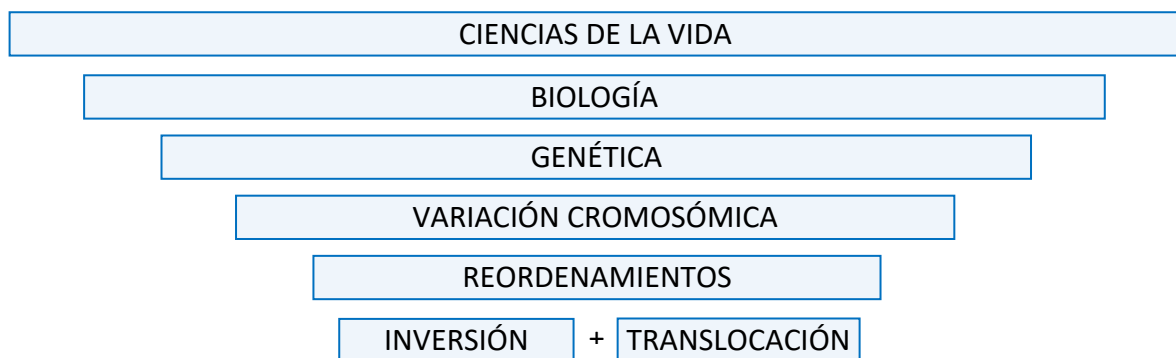 CIENCIAS DE LA VIDA
BIOLOGÍA
GENÉTICA
VARIACIÓN CROMOSÓMICA
REORDENAMIENTOS
INVERSIÓN + TRANSLOCACIÓN